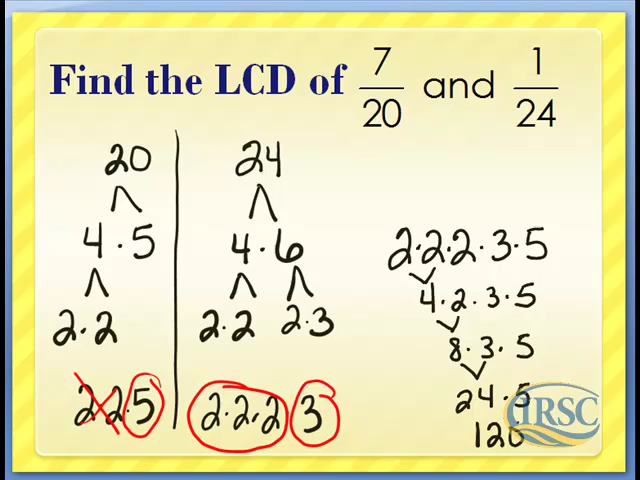 Find the LCD of 7/20 and 1/24
20
4 · 5
2 · 2
2 · 2 · 5
24
4 · 6
2 · 2 2 · 3
2 · 2 · 2 3
2 · 2 · 2 · 3 · 5
4 · 2 · 3 · 5
8 · 3 · 5
24 · 5
120
IRSC